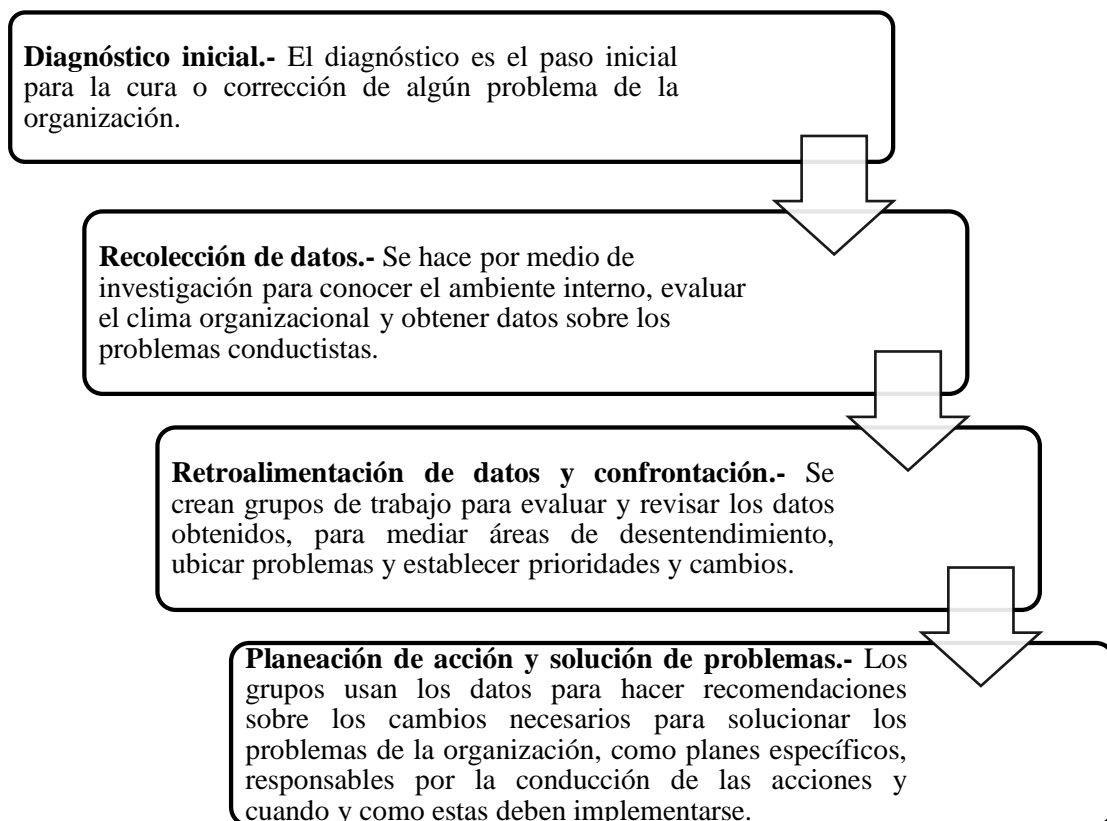 Diagnóstico inicial.- El diagnóstico es el paso inicial
para la cura o corrección de algún problema de la
organización.
Recolección de datos.- Se hace por medio de
investigación para conocer el ambiente interno, evaluar
el clima organizacional y obtener datos sobre los
problemas conductistas.
Retroalimentación de datos y confrontación.- Se
crean grupos de trabajo para evaluar y revisar los datos
obtenidos, para mediar áreas de desentendimiento,
ubicar problemas y establecer prioridades y cambios.
Planeación de acción y solución de problemas.- Los
grupos usan los datos para hacer recomendaciones
sobre los cambios necesarios para solucionar los
problemas de la organización, como planes específicos,
responsables por la conducción de las acciones y
cuando y como estas deben implementarse.